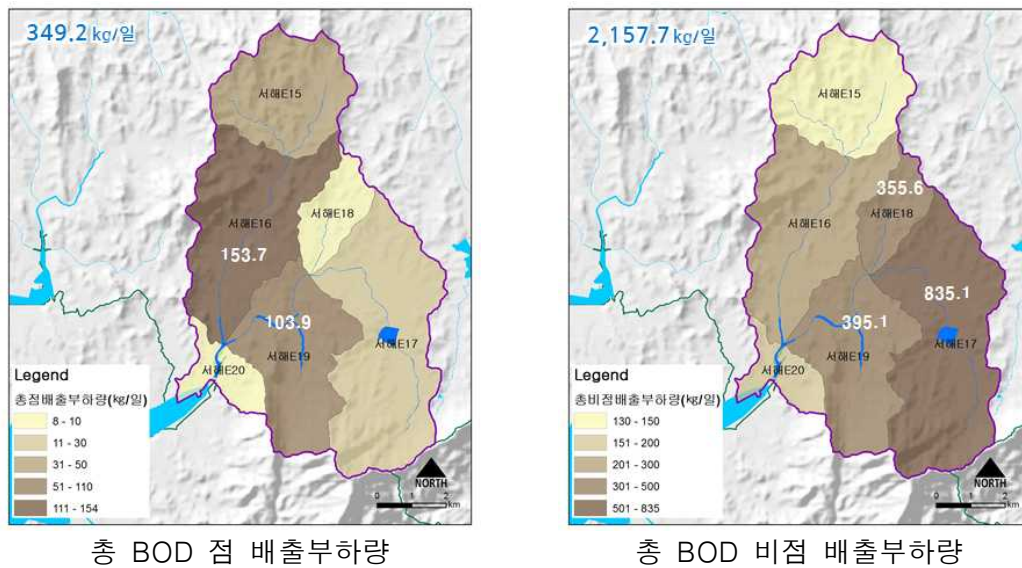 349.2 kg/일
서해E15
서해E18
서해E16
153.7
103.9
서해E17
서해E19
서해E20
Legend
총점배출부하량(kg/일)
8 - 10
11 - 30
31 - 50
51 - 110
111 - 154
NORTH
0 1 2
km
총 BOD 점 배출부하량
2,157.7 kg/일
서해E15
355.6
서해E18
서해E16
835.1
395.1
서해E17
서해E19
서해E20
Legend
총비점배출부하량(kg/일)
130 - 150
151 - 200
201 - 300
301 - 500
501 - 835
NORTH
0 1 2
km
총 BOD 비점 배출부하량